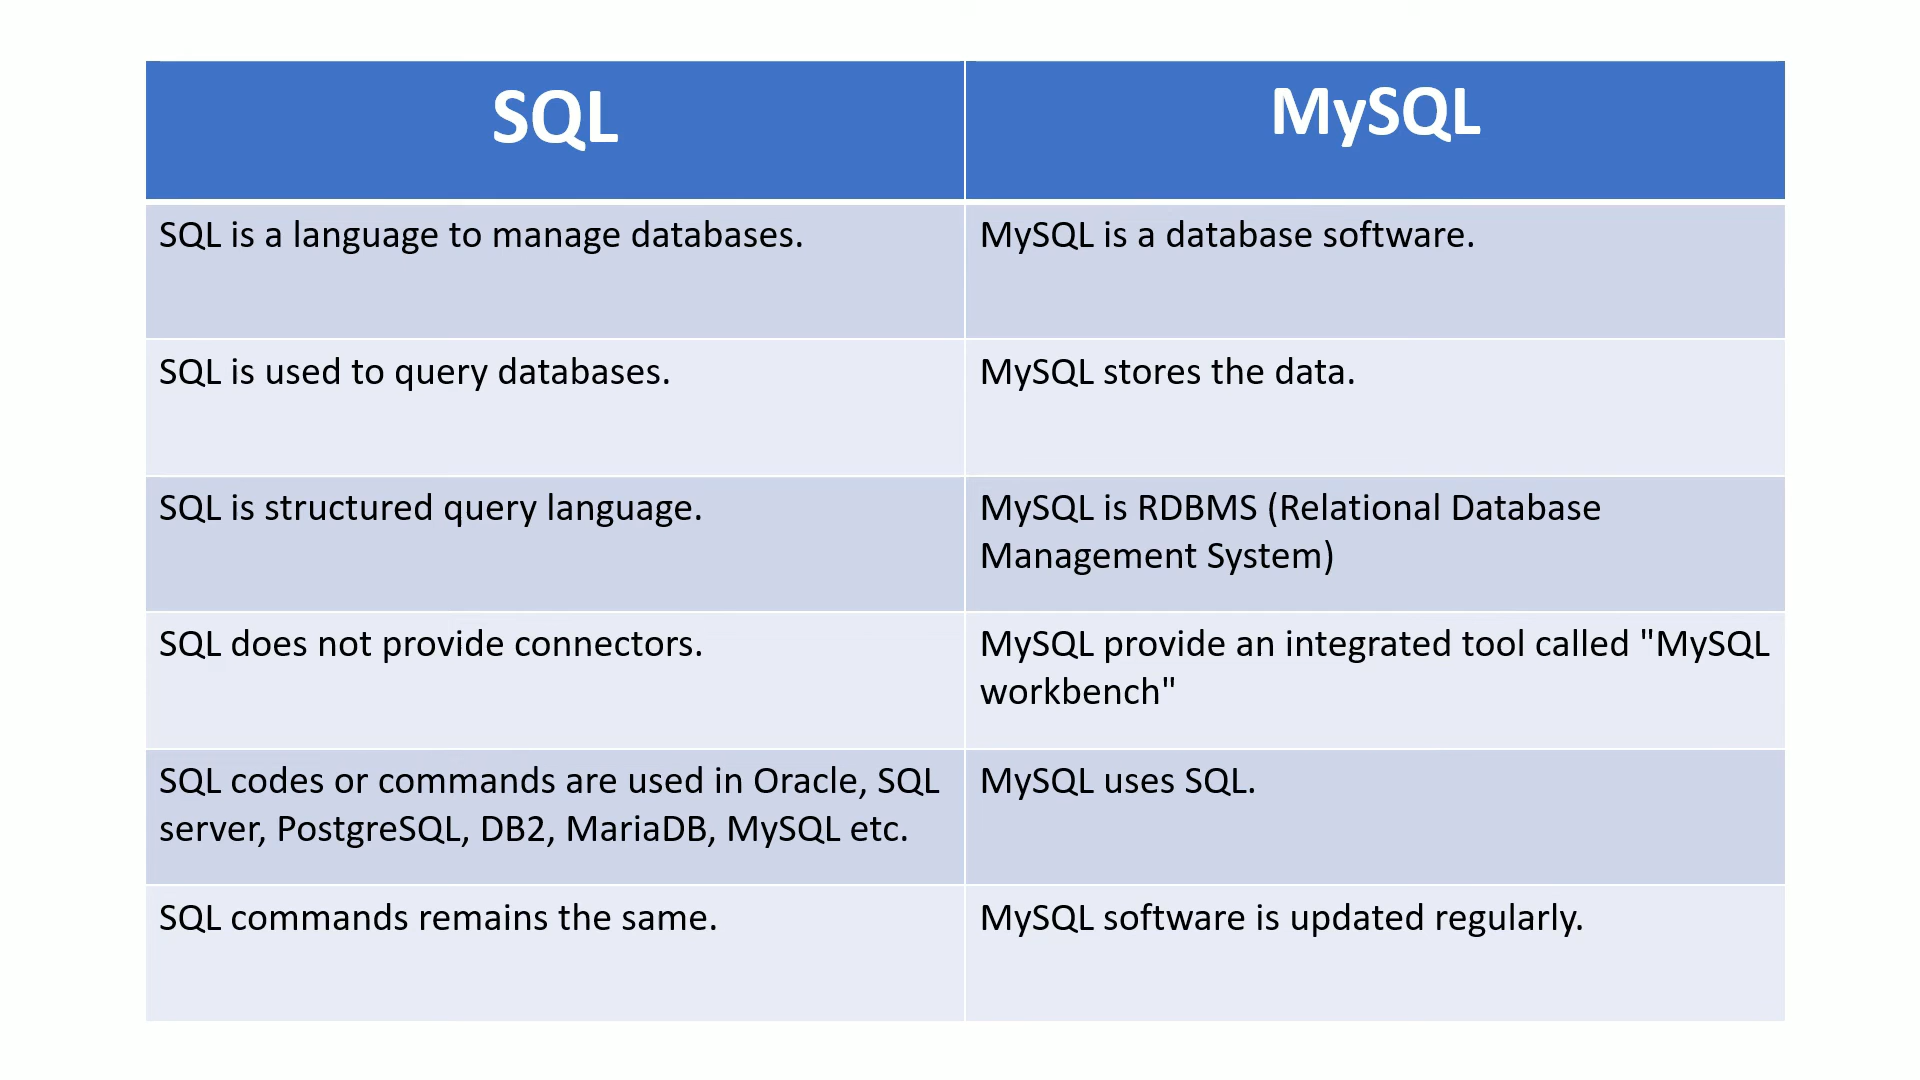 SQL
MySQL
SQL is a language to manage databases.
MySQL is a database software.
SQL is used to query databases.
MySQL stores the data.
SQL is structured query language.
MySQL is RDBMS (Relational Database
Management System)
SQL does not provide connectors.
MySQL provide an integrated tool called "MySQL
workbench"
SQL codes or commands are used in Oracle, SQL
server, PostgreSQL, DB2, MariaDB, MySQL etc.
MySQL uses SQL.
SQL commands remains the same.
MySQL software is updated regularly.